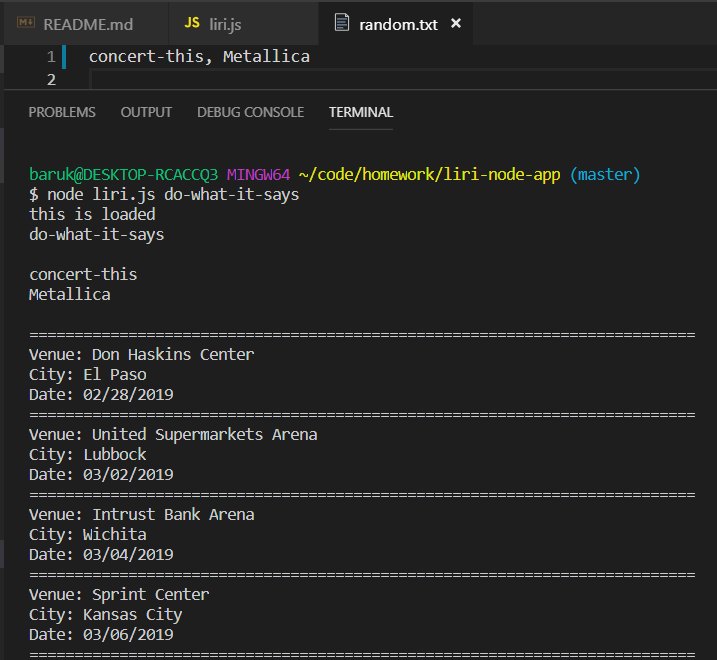 README.md JS liri.js random.txt ×
1 concert-this, Metallica
2
PROBLEMS OUTPUT DEBUG CONSOLE TERMINAL
baruk@DESKTOP-RCACCQ3 MINGW64 ~/code/homework/liri-node-app (master)
$ node liri.js do-what-it-says
this is loaded
do-what-it-says
concert-this
Metallica
==========================================================================
Venue: Don Haskins Center
City: El Paso
Date: 02/28/2019
==========================================================================
Venue: United Supermarkets Arena
City: Lubbock
Date: 03/02/2019
==========================================================================
Venue: Intrust Bank Arena
City: Wichita
Date: 03/04/2019
==========================================================================
Venue: Sprint Center
City: Kansas City
Date: 03/06/2019
==========================================================================